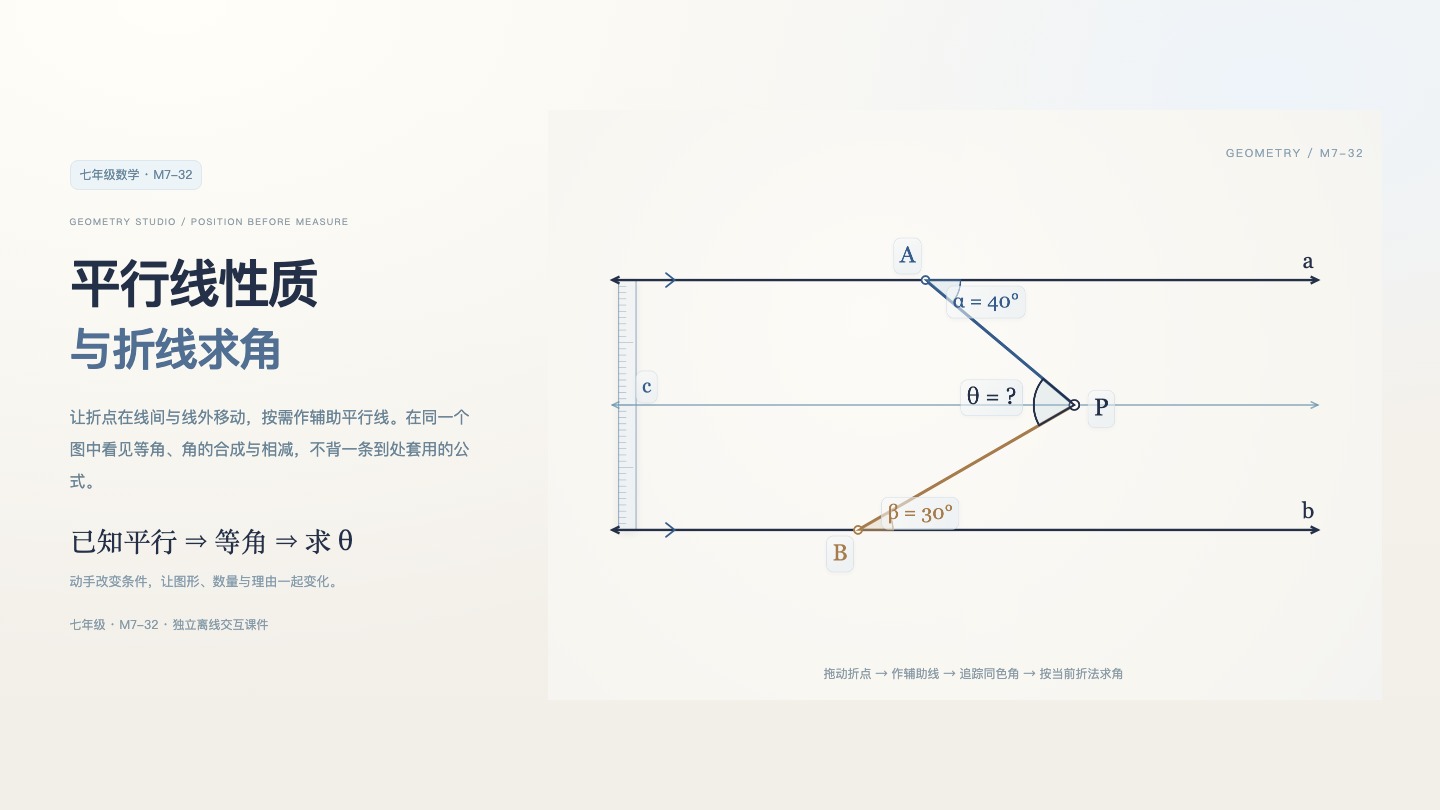 七年级数学 · M7-32
GEOMETRY STUDIO / POSITION BEFORE MEASURE
平行线性质
与折线求角
让折点在线间与线外移动，按需作辅助平行线。在同一个
图中看见等角、角的合成与相减，不背一条到处套用的公
式。
已知平行 ⇒ 等角 ⇒ 求 θ
动手改变条件，让图形、数量与理由一起变化。
七年级 · M7-32 · 独立离线交互课件
GEOMETRY / M7-32
A
a
α = 40°
c
θ = ?
P
β = 30°
b
B
拖动折点 → 作辅助线 → 追踪同色角 → 按当前折法求角